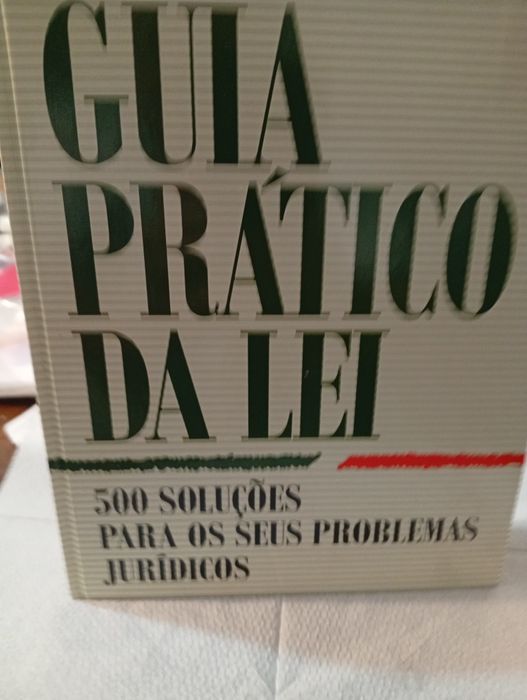 GUIA
PRÁTICO
DA LEI
500 SOLUÇÕES
PARA OS SEUS PROBLEMAS
JURÍDICOS